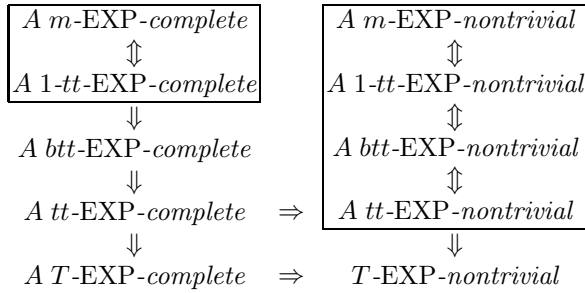 A m-EXP-complete A m-EXP-nontrivial
⇕ ⇕
A 1-tt-EXP-complete A 1-tt-EXP-nontrivial
⇓ ⇕
A btt-EXP-complete A btt-EXP-nontrivial
⇓ ⇕
A tt-EXP-complete ⇒ A tt-EXP-nontrivial
⇓ ⇓
A T-EXP-complete ⇒ T-EXP-nontrivial